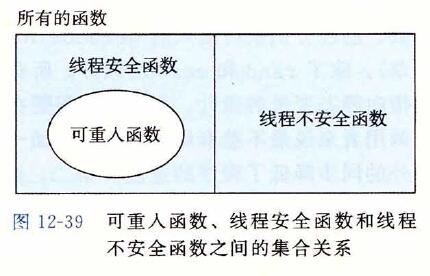 所有的函数
线程安全函数
可重入函数
线程不安全函数
图 12-39 可重入函数、线程安全函数和线程
不安全函数之间的集合关系